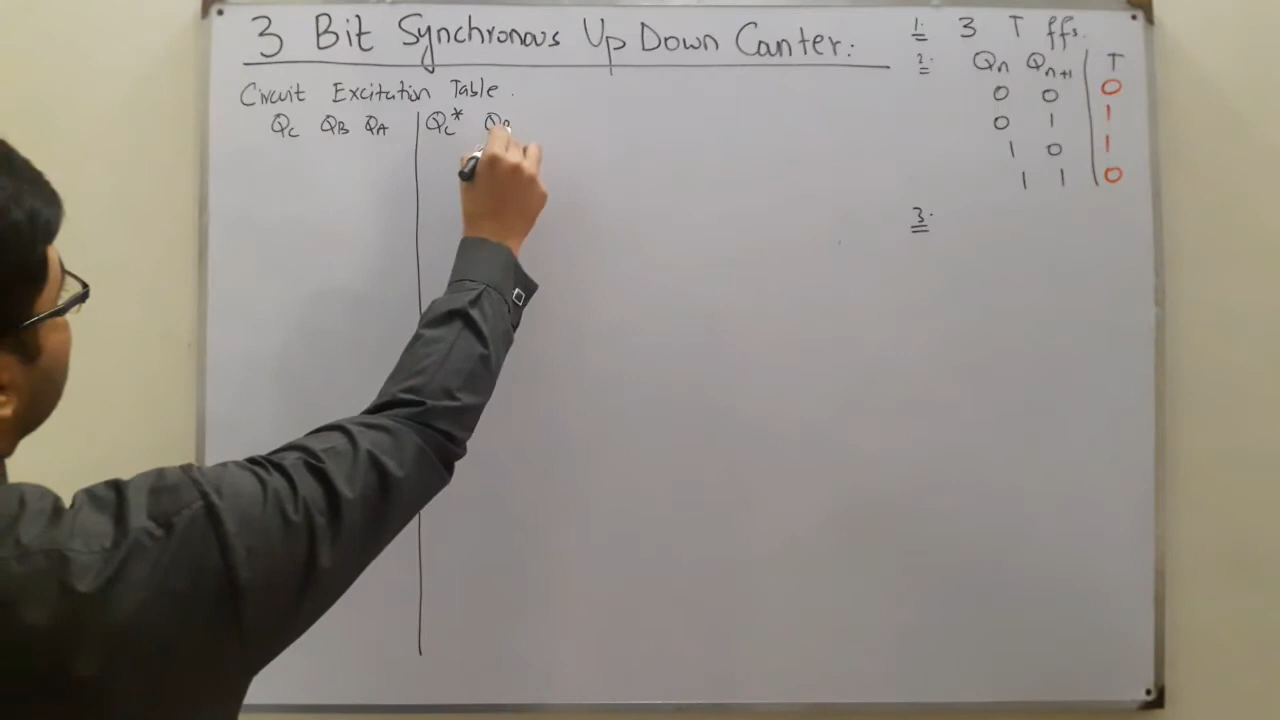 3 Bit Synchronous Up Down Canter:
Circuit Excitation Table.
QC QB QA QC* QB
1. 3 T ffs.
2. Qn Qn+1 T
0 0 0
0 1 1
1 0 1
1 1 0
3.